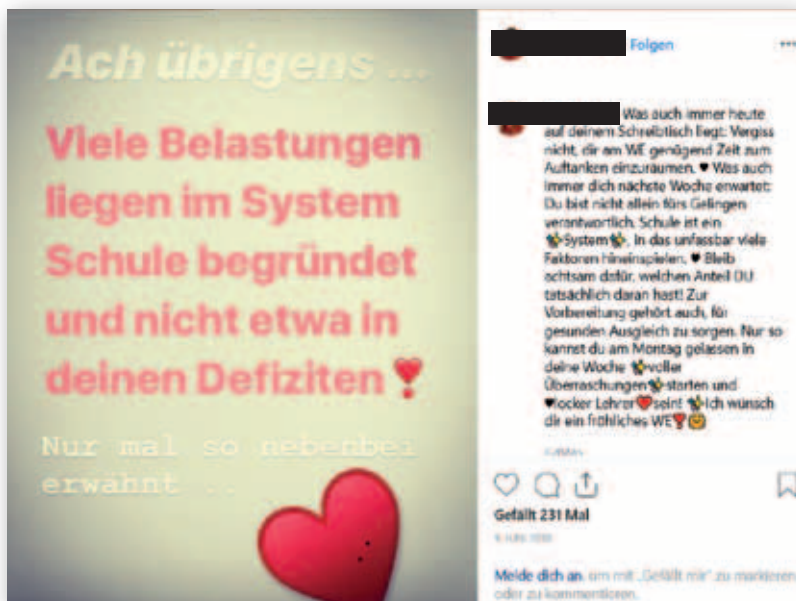 Ach übrigens ...
Viele Belastungen
liegen im System
Schule begründet
und nicht etwa in
deinen Defiziten❣
Nur mal so nebenbei
erwähnt ..
Folgen
Was auch immer heute
auf deinem Schreibtisch liegt: Vergiss
nicht, dir am WE genügend Zeit zum
Auftanken einzuräumen. ♥ Was auch
immer dich nächste Woche erwartet:
Du bist nicht allein fürs Gelingen
verantwortlich. Schule ist ein
✨System✨. In das unfassbar viele
Faktoren hineinspielen. ♥ Bleib
achtsam dafür, welchen Anteil DU
tatsächlich daran hast! Zur
Vorbereitung gehört auch, für
gesunden Ausgleich zu sorgen. Nur so
kannst du am Montag gelassen in
deine Woche ✨voller
Überraschungen✨starten und
♥locker Lehrer❤sein! ✨Ich wünsch
dir ein fröhliches WE❣🤗
Gefällt 231 Mal
Melde dich an, um mit „Gefällt mir" zu markieren
oder zu kommentieren.